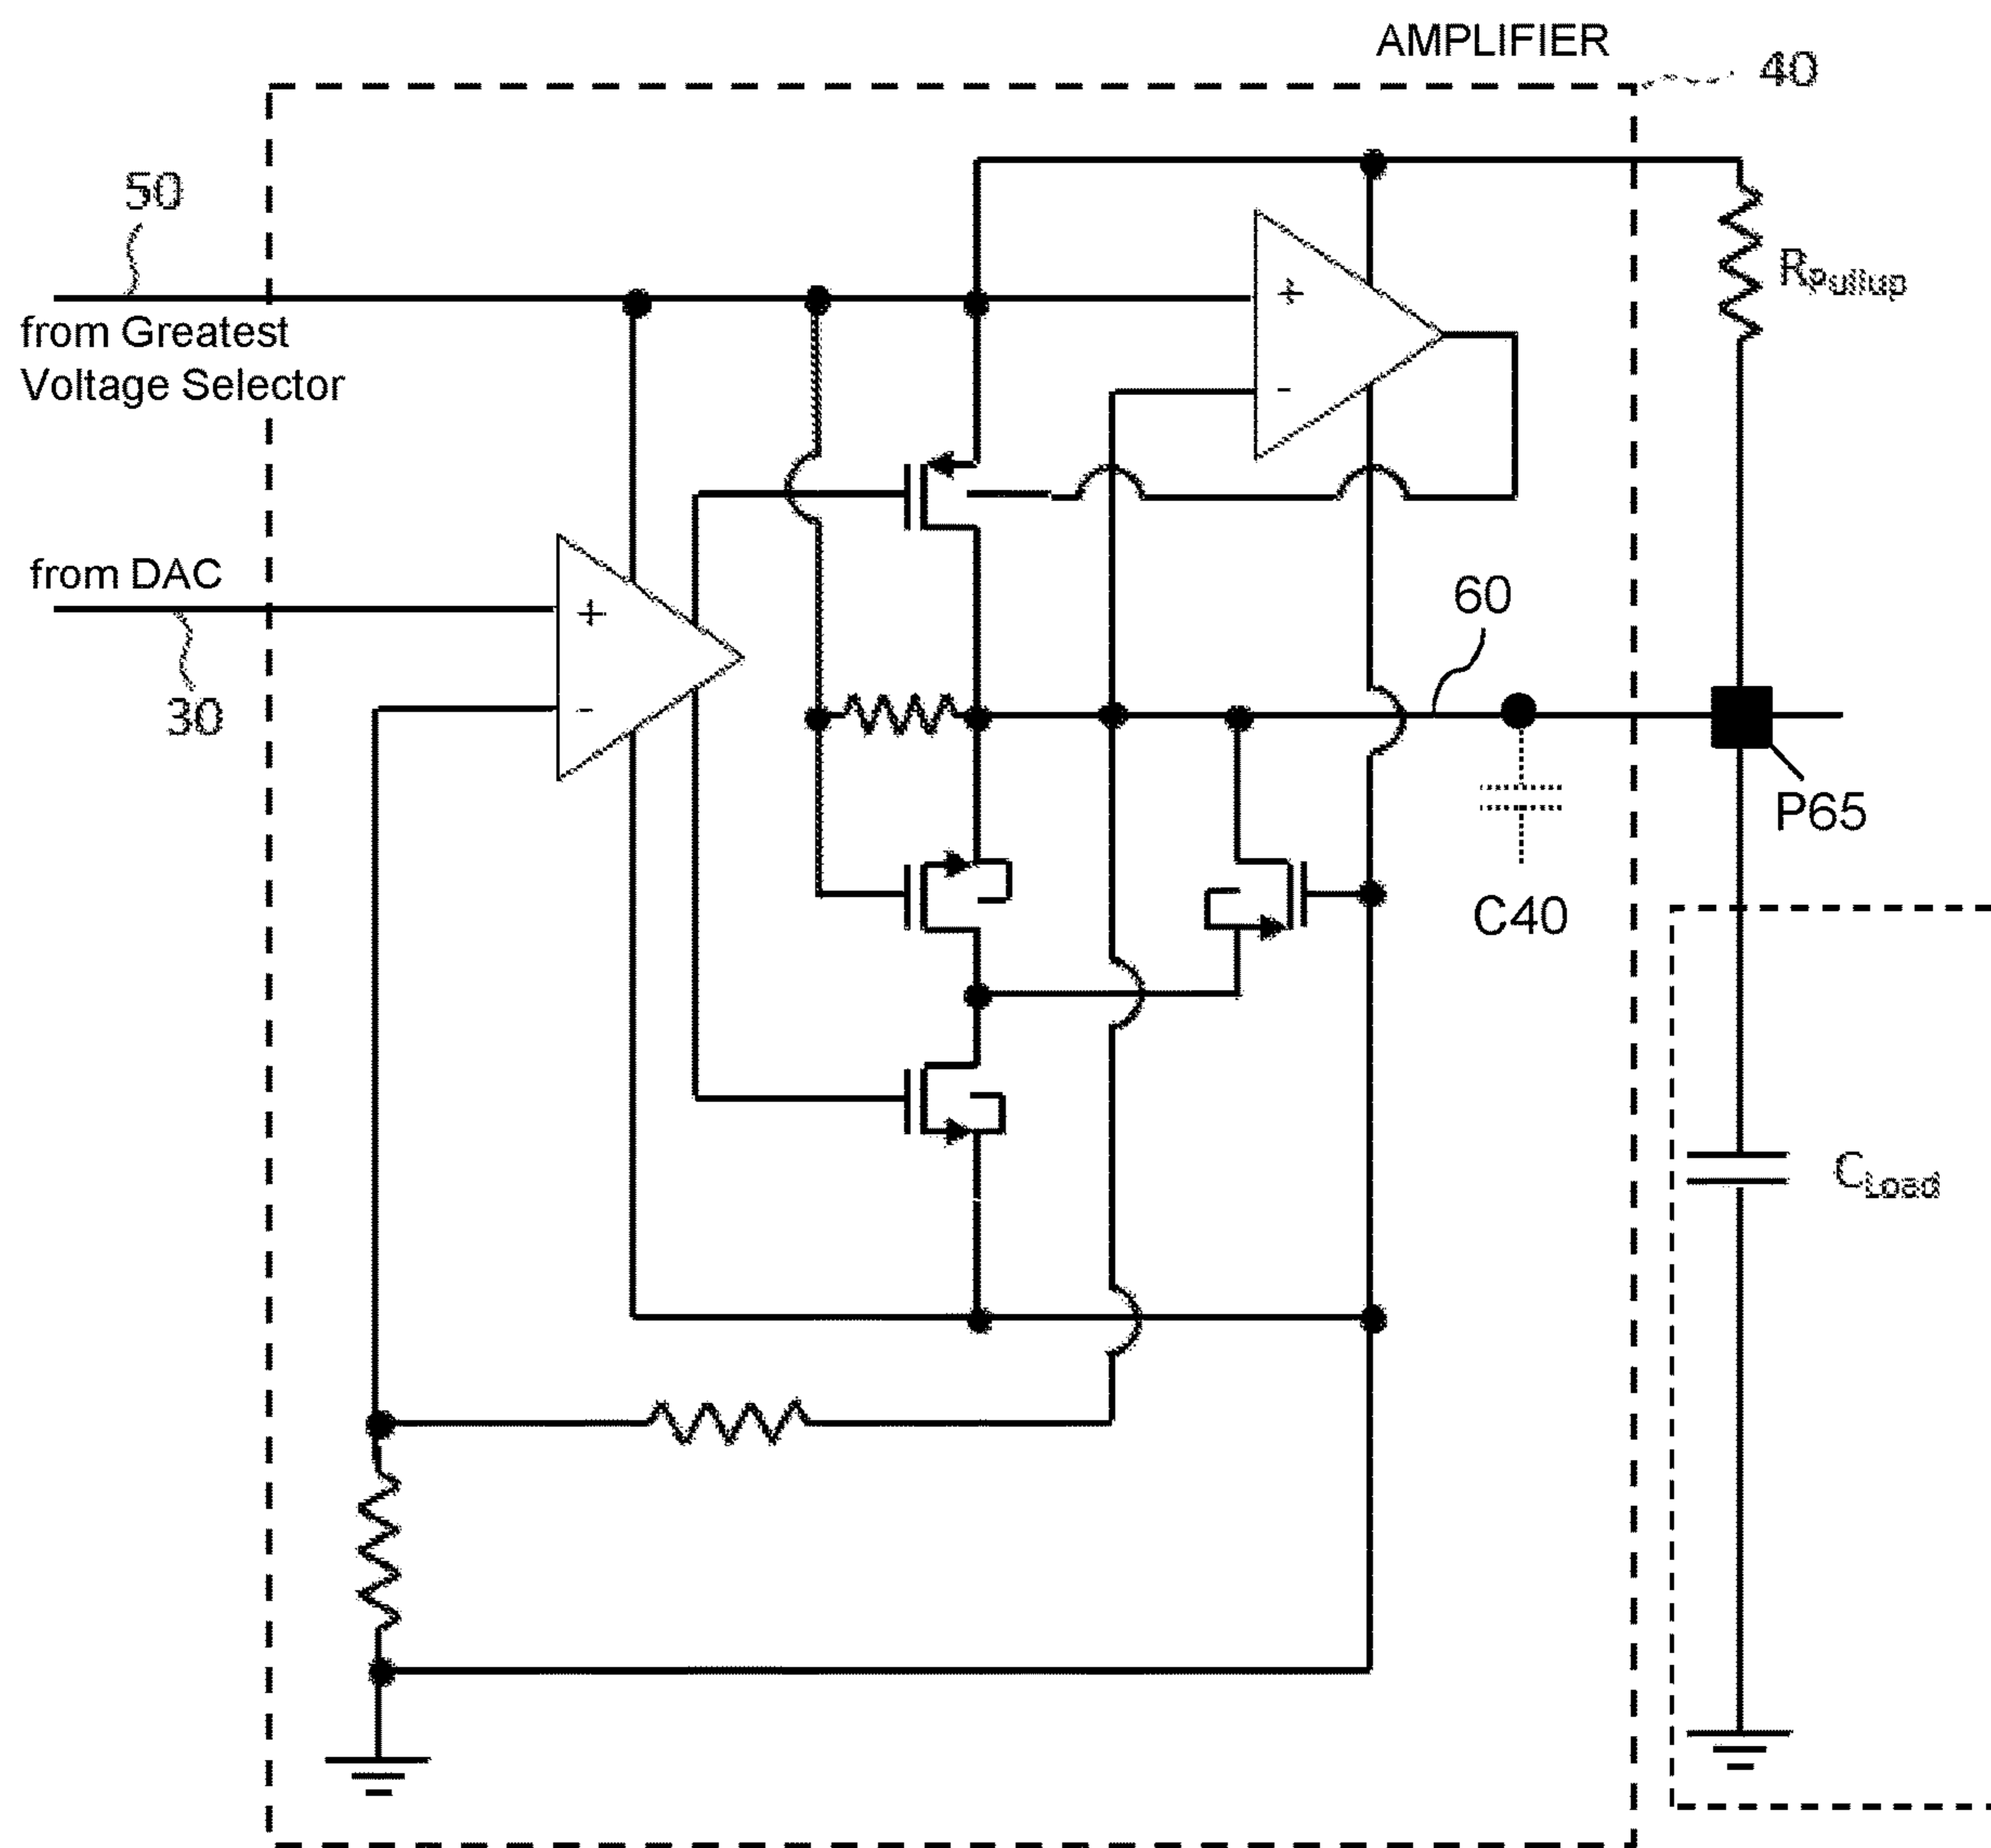 AMPLIFIER
40
50
from Greatest
Voltage Selector
+
-
RPullup
from DAC
30
+
-
60
P65
C40
CLoad